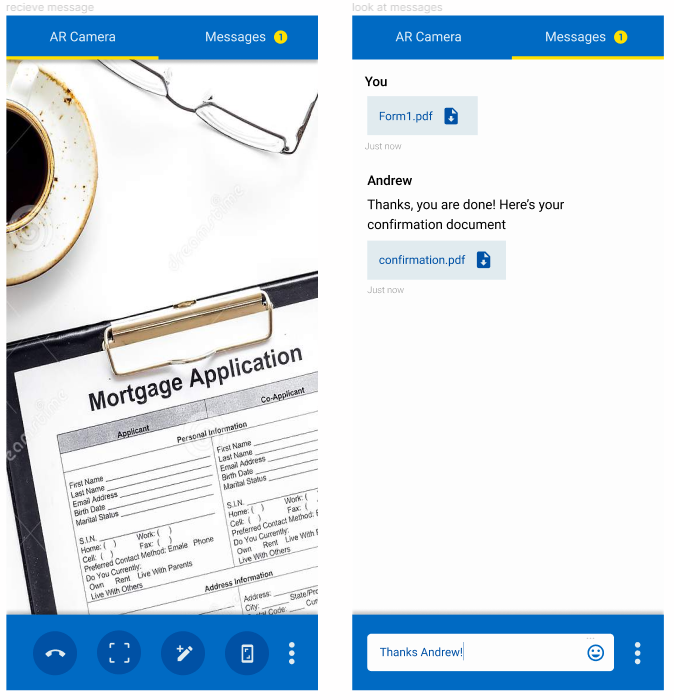 recieve message
AR Camera
Messages 1
Mortgage Application
Applicant
Co-Applicant
Personal Information
First Name
Last Name
Email Address
Birth Date
Marital Status
S.I.N.
Home: ( ) Work: ( )
Cell: ( ) Fax: ( )
Preferred Contact Method: Emale Phone
Do You Currently:
Own Rent Live With Parents
Live With Others
First Name
Last Name
Email Address
Birth Date
Marital Status
S.I.N.
Home: ( ) Work: (
Cell: ( ) Fax: (
Preferred Contact Method:
Do You Currently:
Own Rent Live With
Live With Others
Address Information
Address:
City:
look at messages
AR Camera
Messages 1
You
Form1.pdf
Just now
Andrew
Thanks, you are done! Here’s your
confirmation document
confirmation.pdf
Just now
Thanks Andrew!